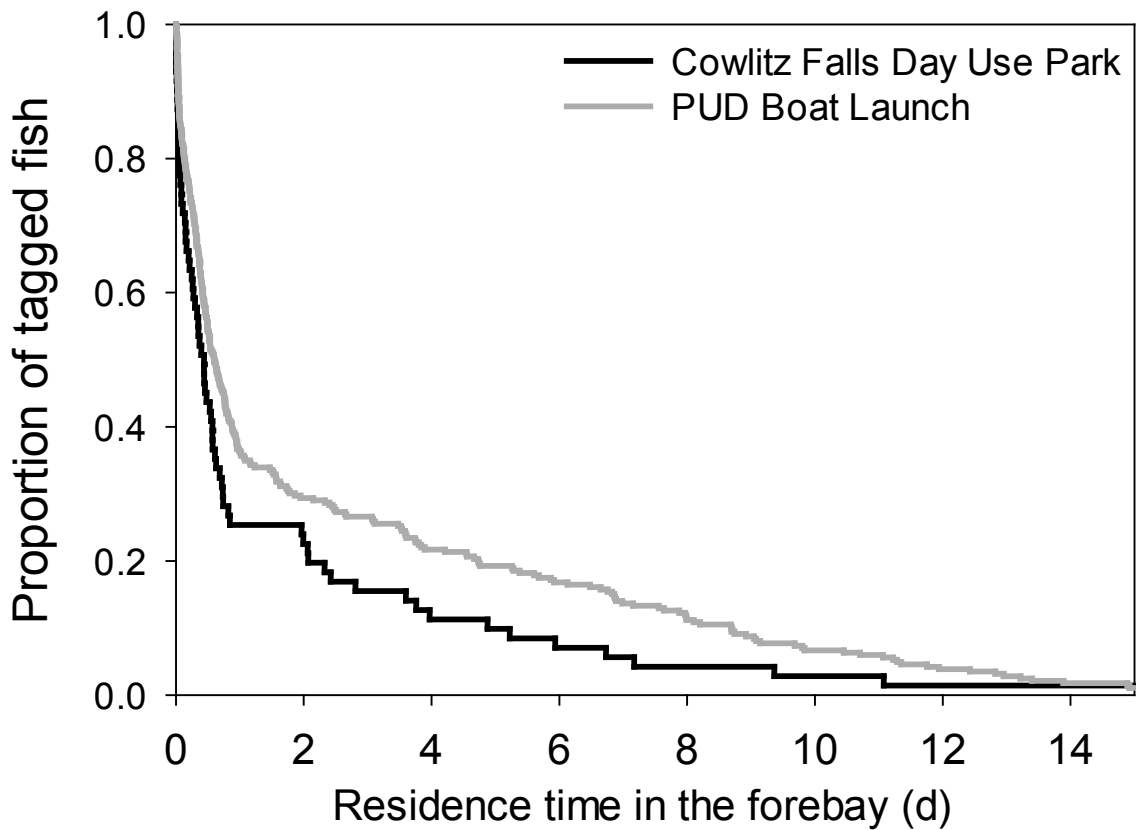 Cowlitz Falls Day Use Park
PUD Boat Launch
Proportion of tagged fish
1.0
0.8
0.6
0.4
0.2
0.0
0 2 4 6 8 10 12 14
Residence time in the forebay (d)